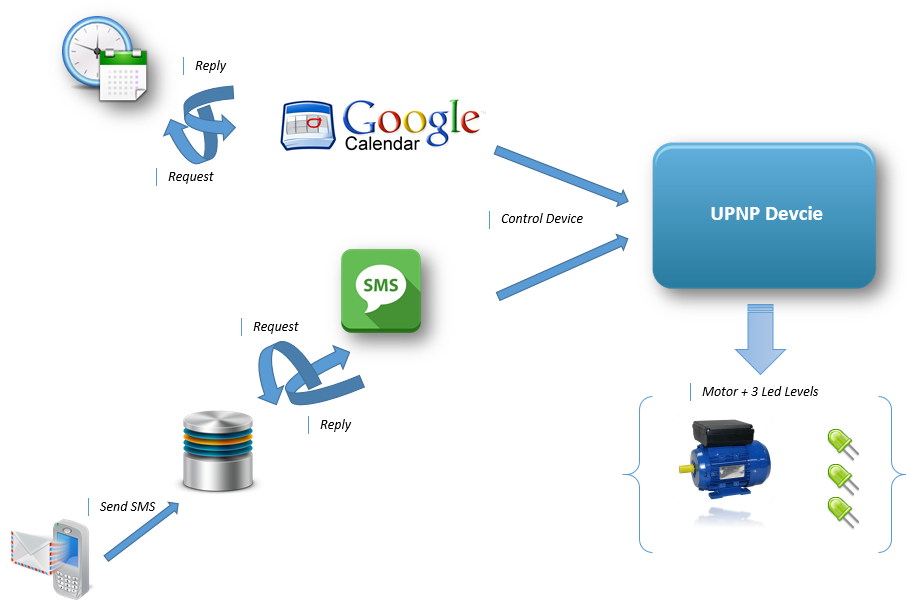 Reply
Google
Calendar
Request
UPNP Devcie
Control Device
SMS
Request
Motor + 3 Led Levels
Reply
Send SMS